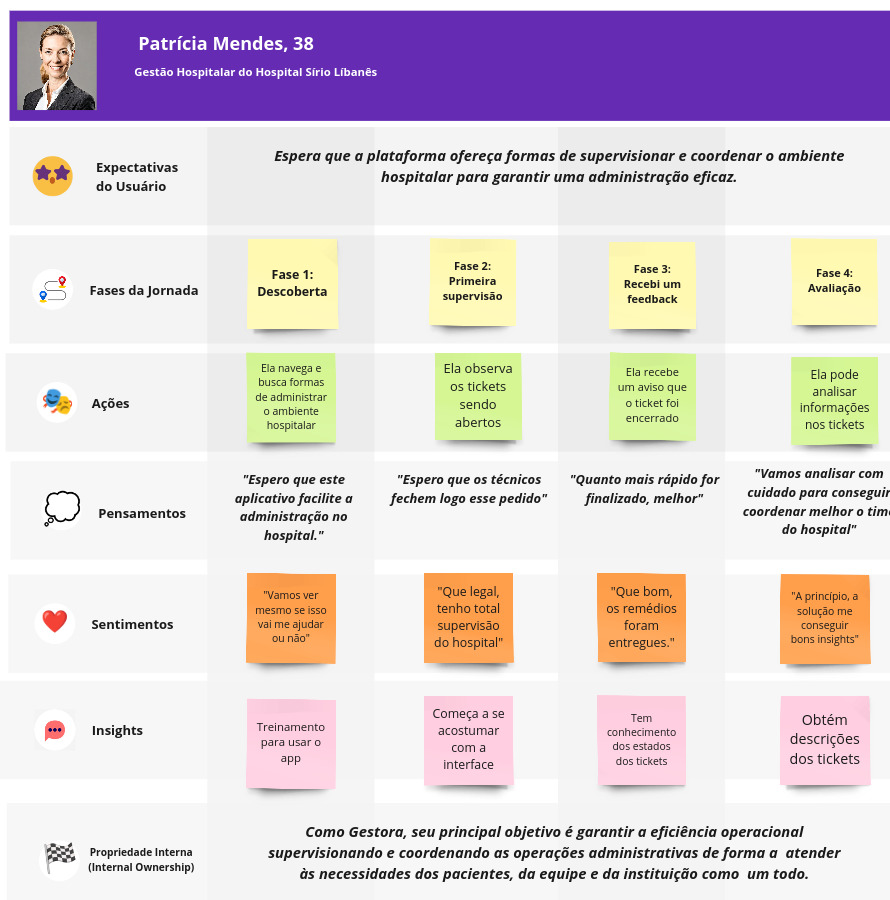 Patrícia Mendes, 38
Gestão Hospitalar do Hospital Sírio Líbanês
Expectativas
do Usuário
Espera que a plataforma ofereça formas de supervisionar e coordenar o ambiente
hospitalar para garantir uma administração eficaz.
Fases da Jornada
Fase 1:
Descoberta
Fase 2:
Primeira
supervisão
Fase 3:
Recebi um
feedback
Fase 4:
Avaliação
Ações
Ela navega e
busca formas
de administrar
o ambiente
hospitalar
Ela observa
os tickets
sendo
abertos
Ela recebe
um aviso que
o ticket foi
encerrado
Ela pode
analisar
informações
nos tickets
Pensamentos
"Espero que este
aplicativo facilite a
administração no
hospital."
"Espero que os técnicos
fechem logo esse pedido"
"Quanto mais rápido for
finalizado, melhor"
"Vamos analisar com
cuidado para conseguir
coordenar melhor o time
do hospital"
Sentimentos
"Vamos ver
mesmo se isso
vai me ajudar
ou não"
"Que legal,
tenho total
supervisão
do hospital"
"Que bom,
os remédios
foram
entregues."
"A princípio, a
solução me
conseguir
bons insights"
Insights
Treinamento
para usar o
app
Começa a se
acostumar
com a
interface
Tem
conhecimento
dos estados
dos tickets
Obtém
descrições
dos tickets
Propriedade Interna
(Internal Ownership)
Como Gestora, seu principal objetivo é garantir a eficiência operacional
supervisionando e coordenando as operações administrativas de forma a atender
às necessidades dos pacientes, da equipe e da instituição como um todo.